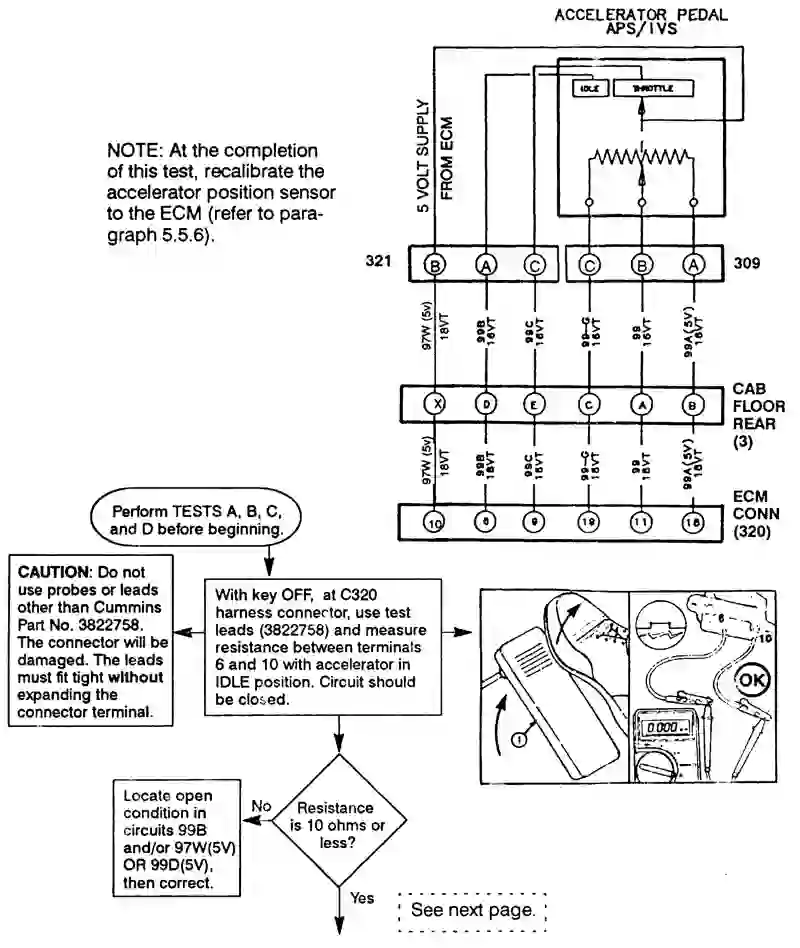 ACCELERATOR PEDAL
APS/IVS
IDLE
THROTTLE
5 VOLT SUPPLY
FROM ECM
NOTE: At the completion
of this test, recalibrate the
accelerator position sensor
to the ECM (refer to para-
graph 5.5.6).
321
B
A
C
C
B
A
309
97W (5v)
18VT
99B
16VT
99C
16VT
99-G
16VT
99
16VT
99A(5V)
16VT
X
D
E
C
A
B
CAB
FLOOR
REAR
(3)
97W (5v)
18VT
99B
16VT
99C
16VT
99-G
16VT
99
16VT
99A(5V)
16VT
10
6
9
19
11
ECM
CONN
(320)
Perform TESTS A, B, C,
and D before beginning.
CAUTION: Do not
use probes or leads
other than Cummins
Part No. 3822758.
The connector will be
damaged. The leads
must fit tight without
expanding the
connector terminal.
With key OFF, at C320
harness connector, use test
leads (3822758) and measure
resistance between terminals
6 and 10 with accelerator in
IDLE position. Circuit should
be closed.
1
6
10
OK
0.000
Locate open
condition in
circuits 99B
and/or 97W(5V)
OR 99D(5V),
then correct.
No
Resistance
is 10 ohms or
less?
Yes
See next page.